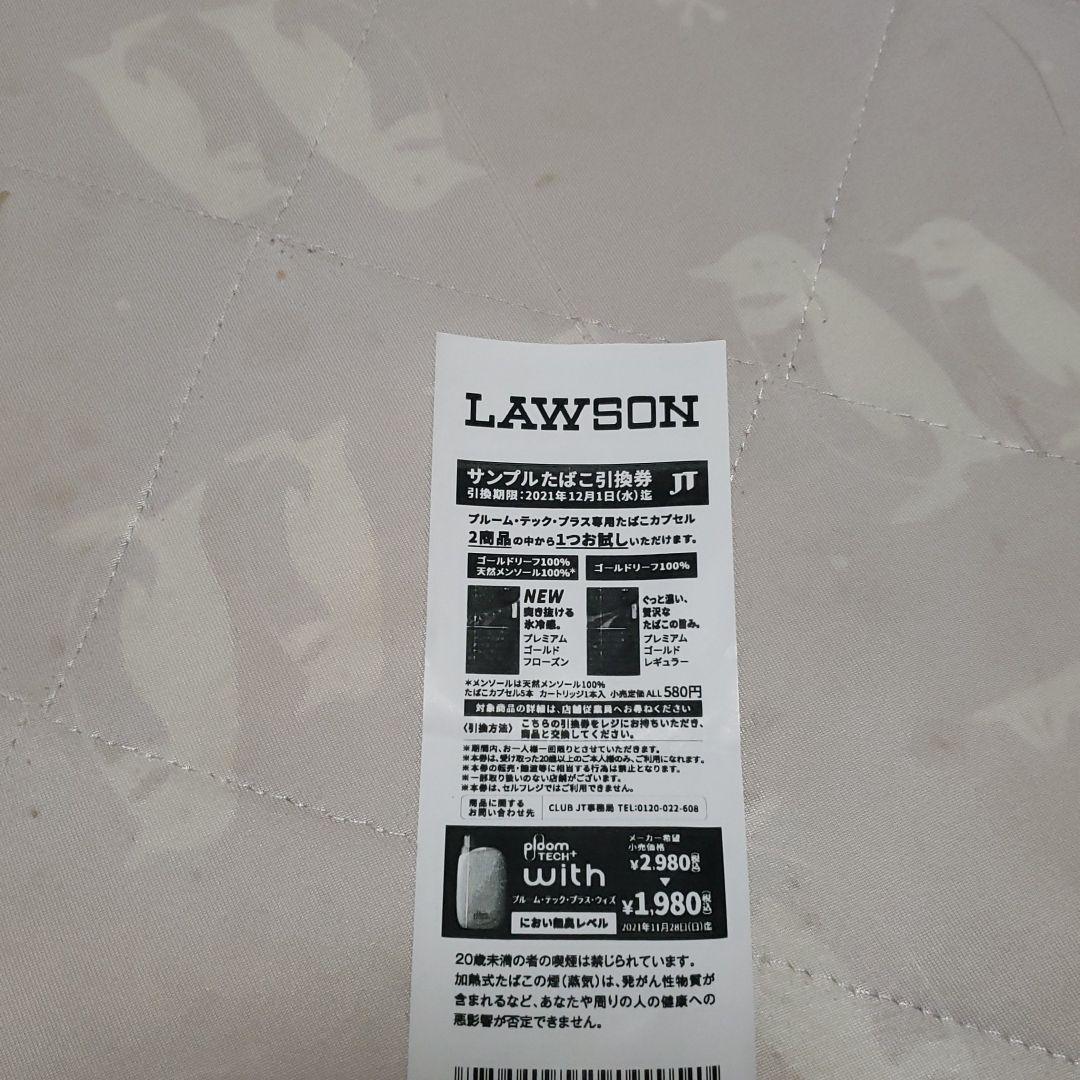 LAWSON
サンプルたばこ引換券 JT
引換期限:2021年12月1日(水)迄
プルーム・テック・プラス専用たばこカプセル
2商品の中から1つお試しいただけます。
ゴールドリーフ100%
天然メンソール100%*
NEW
突き抜ける
氷冷感。
プレミアム
ゴールド
フローズン
ゴールドリーフ100%
ぐっと濃い、
贅沢な
たばこの旨み。
プレミアム
ゴールド
レギュラー
*メンソールは天然メンソール100%
たばこカプセル5本 カートリッジ1本入 小売定価 ALL 580円
対象商品の詳細は、店舗従業員へお尋ねください
〈引換方法〉 こちらの引換券をレジにお持ちいただき、
商品と交換してください。
※期間内、お一人様一回限りとさせていただきます。
※本券は、受け取った20歳以上のご本人様のみ、ご利用になれます。
※本券の転売・譲渡等に相当する行為は禁止となります。
※一部取り扱いのない店舗がございます。
※本券は、セルフレジではご利用できません。
商品に関する
お問い合わせ先
CLUB JT事務局 TEL:0120-022-608
ploom
TECH+
with
プルーム・テック・プラス・ウィズ
におい無臭レベル
メーカー希望
小売価格
¥2,980(税込)
▼
¥1,980(税込)
2021年11月28日(日)迄
20歳未満の者の喫煙は禁じられています。
加熱式たばこの煙(蒸気)は、発がん性物質が
含まれるなど、あなたや周りの人の健康への
悪影響が否定できません。